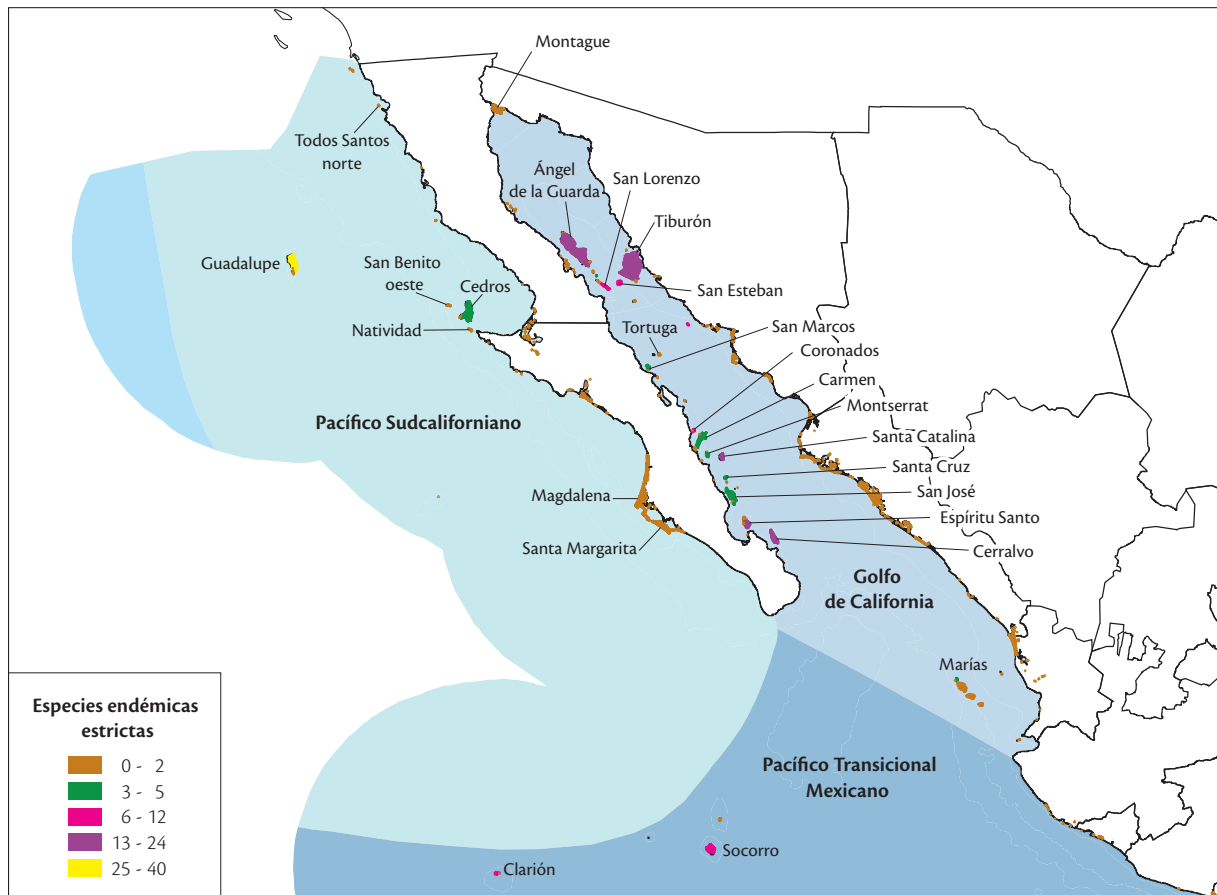 Montague
Todos Santos
norte
Ángel
de la Guarda
San Lorenzo
Tiburón
Guadalupe
San Benito
oeste
Cedros
San Esteban
Natividad
Tortuga
San Marcos
Coronados
Carmen
Montserrat
Pacífico Sudcaliforniano
Santa Catalina
Santa Cruz
San José
Magdalena
Espíritu Santo
Santa Margarita
Cerralvo
Golfo
de California
Marías
Especies endémicas
estrictas
0 - 2
3 - 5
6 - 12
13 - 24
25 - 40
Pacífico Transicional
Mexicano
Socorro
Clarión